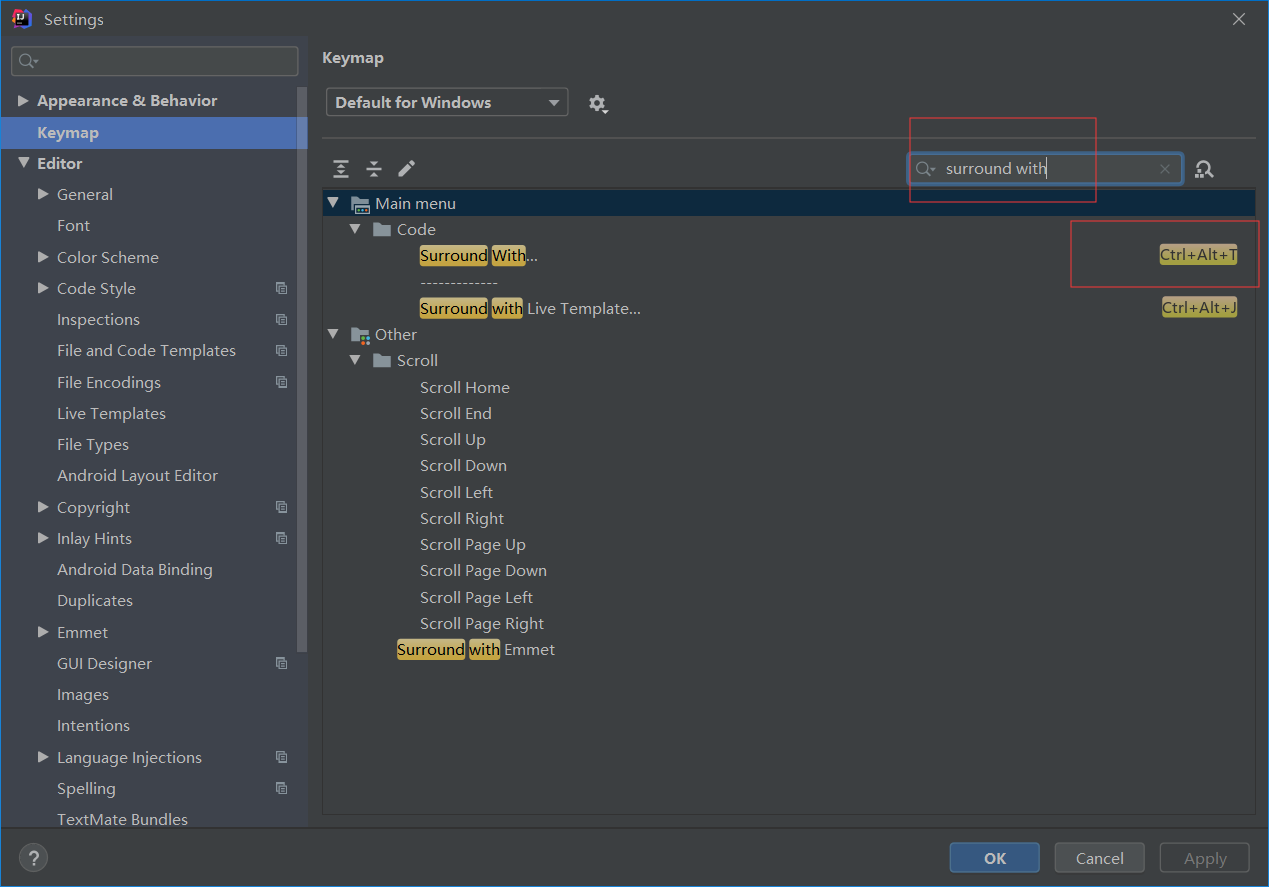 Settings
Appearance & Behavior
Keymap
Editor
General
Font
Color Scheme
Code Style
Inspections
File and Code Templates
File Encodings
Live Templates
File Types
Android Layout Editor
Copyright
Inlay Hints
Android Data Binding
Duplicates
Emmet
GUI Designer
Images
Intentions
Language Injections
Spelling
TextMate Bundles
Keymap
Default for Windows
surround with
Main menu
Code
Surround With... Ctrl+Alt+T
-------------
Surround with Live Template... Ctrl+Alt+J
Other
Scroll
Scroll Home
Scroll End
Scroll Up
Scroll Down
Scroll Left
Scroll Right
Scroll Page Up
Scroll Page Down
Scroll Page Left
Scroll Page Right
Surround with Emmet
?
OK Cancel Apply